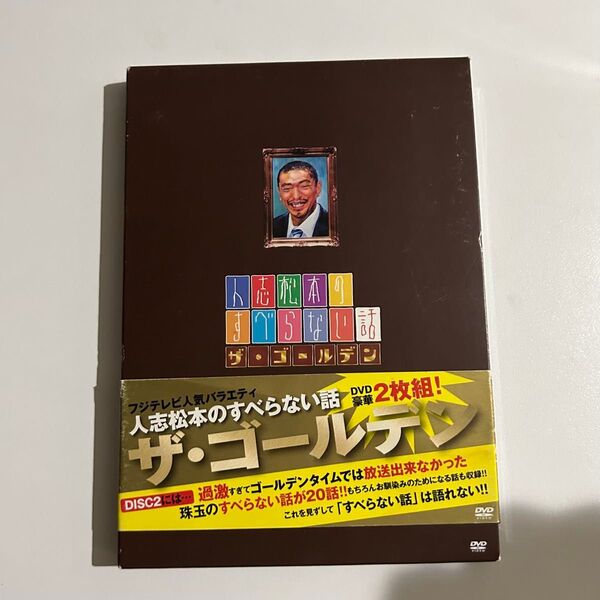 人志松本の
すべらない話
ザ・ゴールデン
フジテレビ人気バラエティ
人志松本のすべらない話
DVD豪華2枚組!
ザ・ゴールデン
DISC2には… 過激すぎてゴールデンタイムでは放送出来なかった
珠玉のすべらない話が20話!!もちろんお馴染みのためになる話も収録!!
これを見ずして「すべらない話」は語れない!!
DVD
VIDEO
DVD
VIDEO